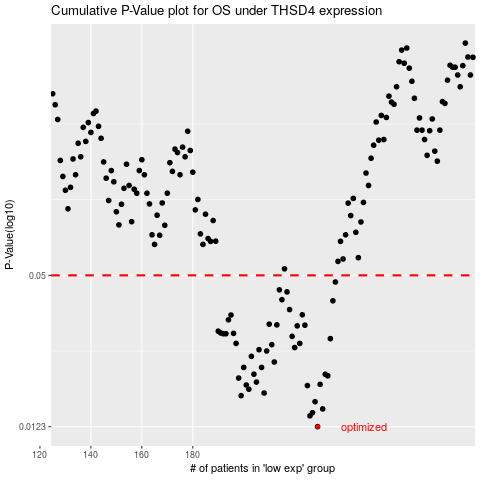 Cumulative P-Value plot for OS under THSD4 expression
P-Value(log10)
0.05
0.0123
optimized
120 140 160 180
# of patients in 'low exp' group